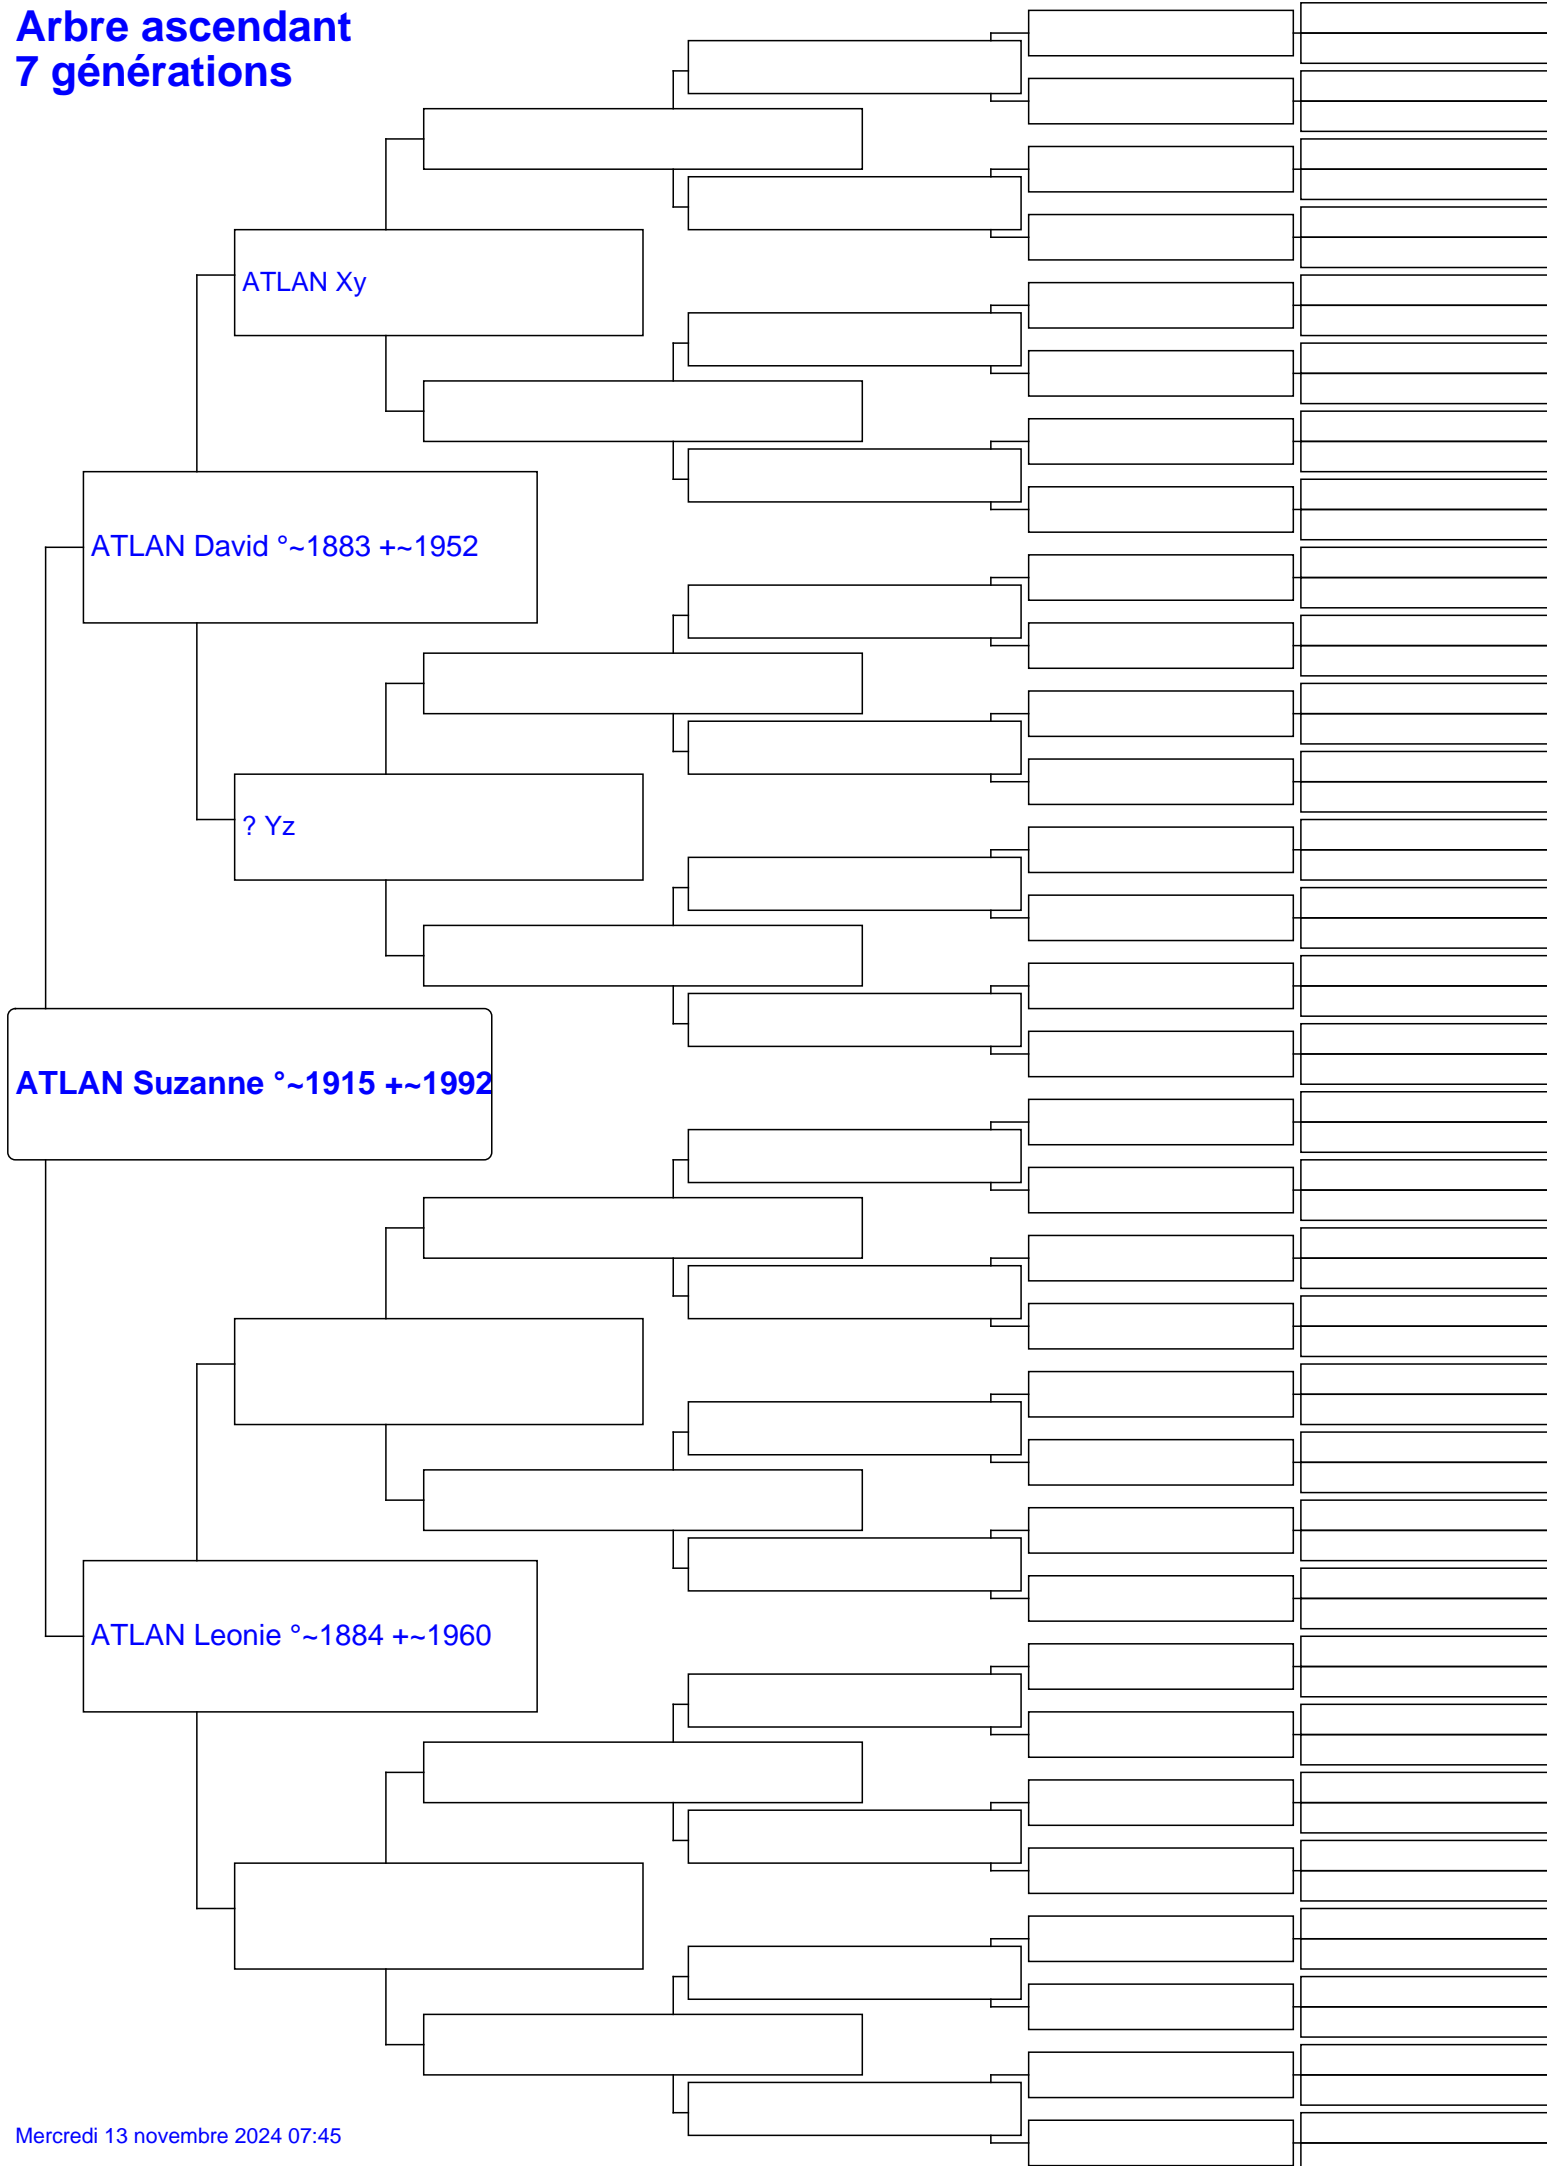 Arbre ascendant
7 générations
ATLAN Xy
ATLAN David °~1883 +~1952
? Yz
ATLAN Suzanne °~1915 +~1992
ATLAN Leonie °~1884 +~1960
Mercredi 13 novembre 2024 07:45